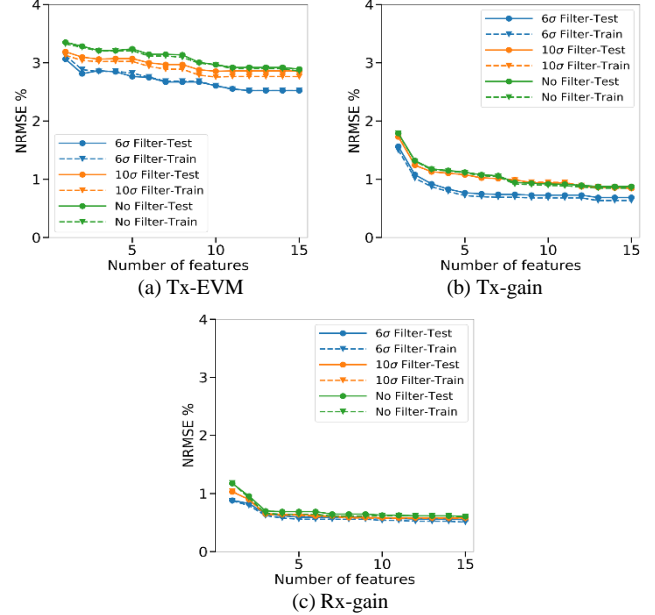 4
3
2
1
0
NRMSE %
6σ Filter-Test
6σ Filter-Train
10σ Filter-Test
10σ Filter-Train
No Filter-Test
No Filter-Train
5 10 15
Number of features
(a) Tx-EVM
4
3
2
1
0
NRMSE %
6σ Filter-Test
6σ Filter-Train
10σ Filter-Test
10σ Filter-Train
No Filter-Test
No Filter-Train
5 10 15
Number of features
(b) Tx-gain
4
3
2
1
0
NRMSE %
6σ Filter-Test
6σ Filter-Train
10σ Filter-Test
10σ Filter-Train
No Filter-Test
No Filter-Train
5 10 15
Number of features
(c) Rx-gain